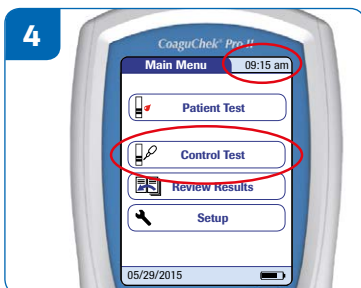 4
CoaguChek® Pro II
Main Menu 09:15 am
Patient Test
Control Test
Review Results
Setup
05/29/2015